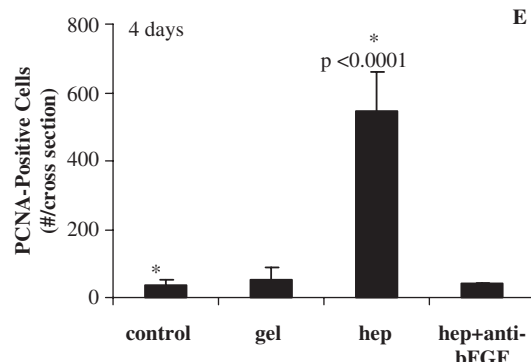 E
4 days
800
600
400
200
0
PCNA-Positive Cells
(#/cross section)
*
p <0.0001
*
control gel hep hep+anti-
bFGF